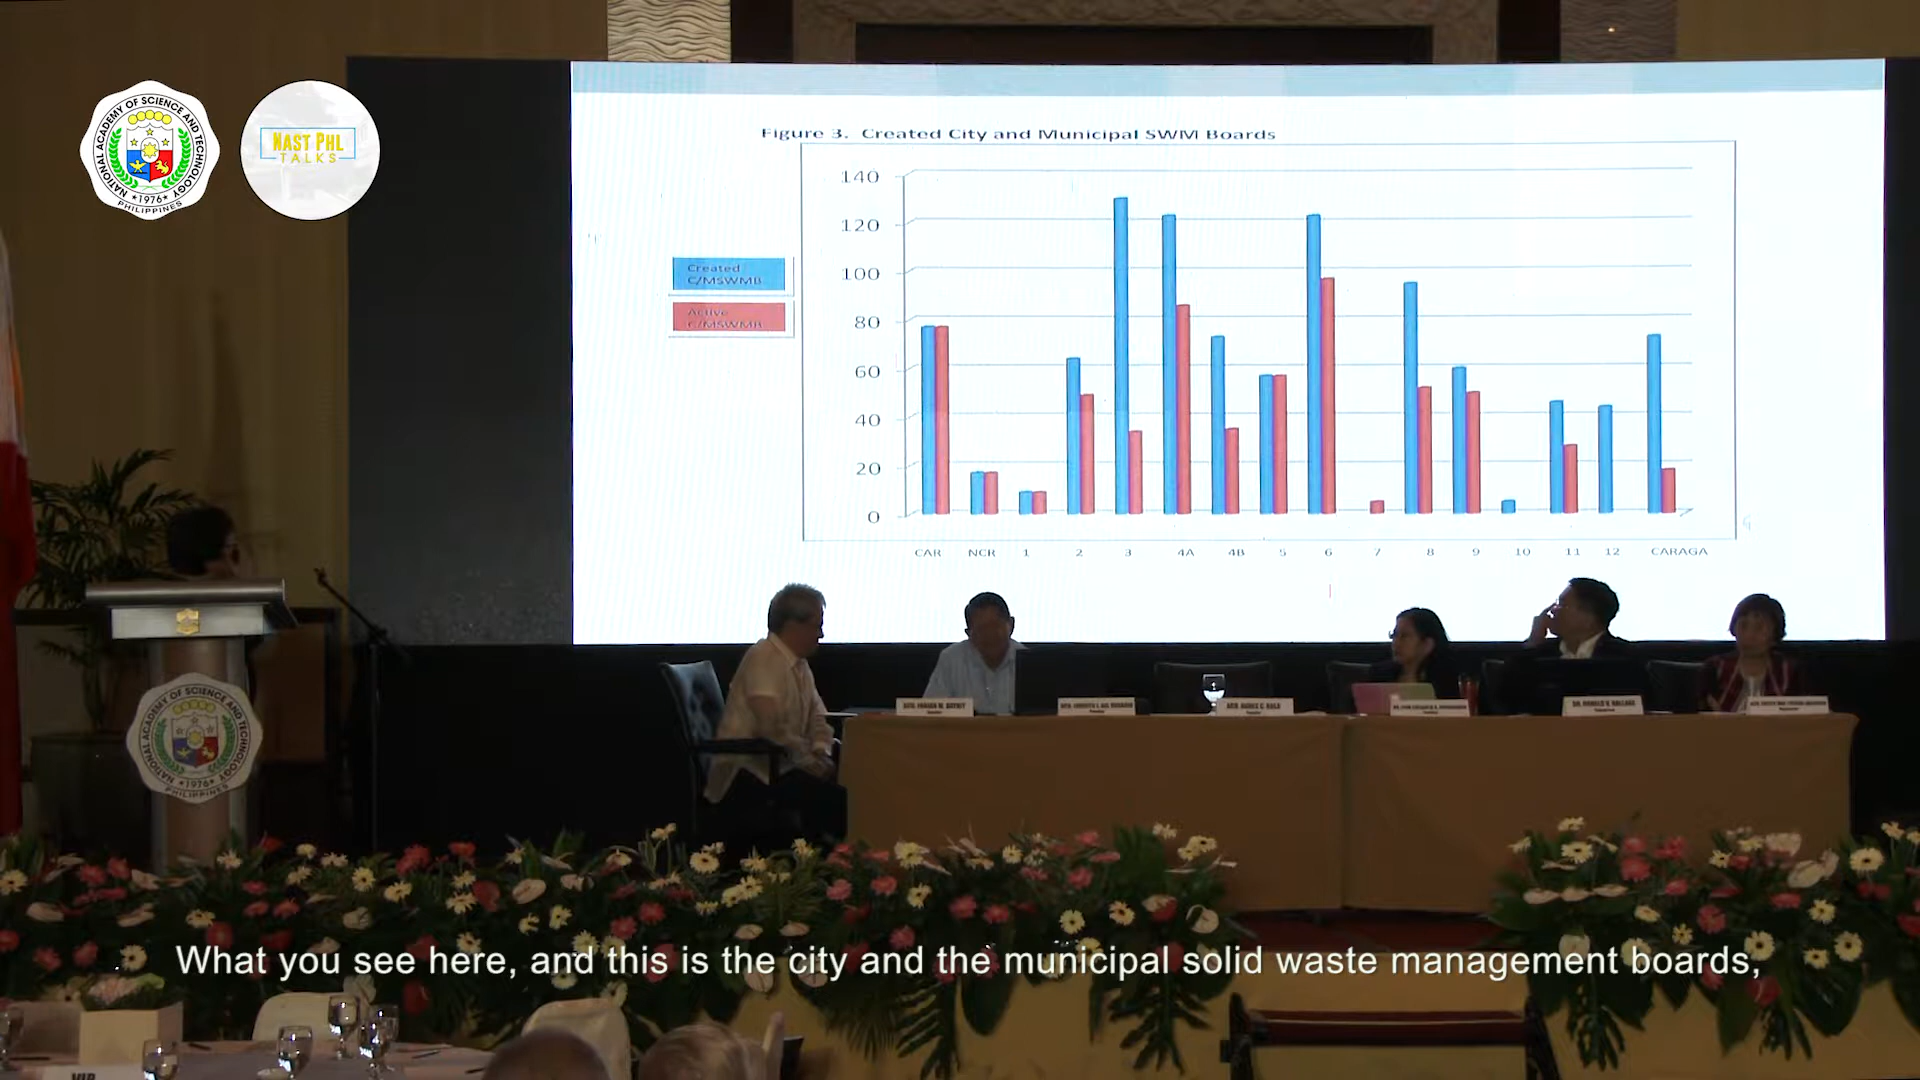 NATIONAL ACADEMY OF SCIENCE AND TECHNOLOGY
★1976★
PHILIPPINES
NAST PHL
TALKS
Figure 3. Created City and Municipal SWM Boards
Created
C/MSWMB
Active
C/MSWMB
140
120
100
80
60
40
20
0
CAR NCR 1 2 3 4A 4B 5 6 7 8 9 10 11 12 CARAGA
NATIONAL ACADEMY OF SCIENCE AND TECHNOLOGY
★1976★
PHILIPPINES
What you see here, and this is the city and the municipal solid waste management boards,
VIP